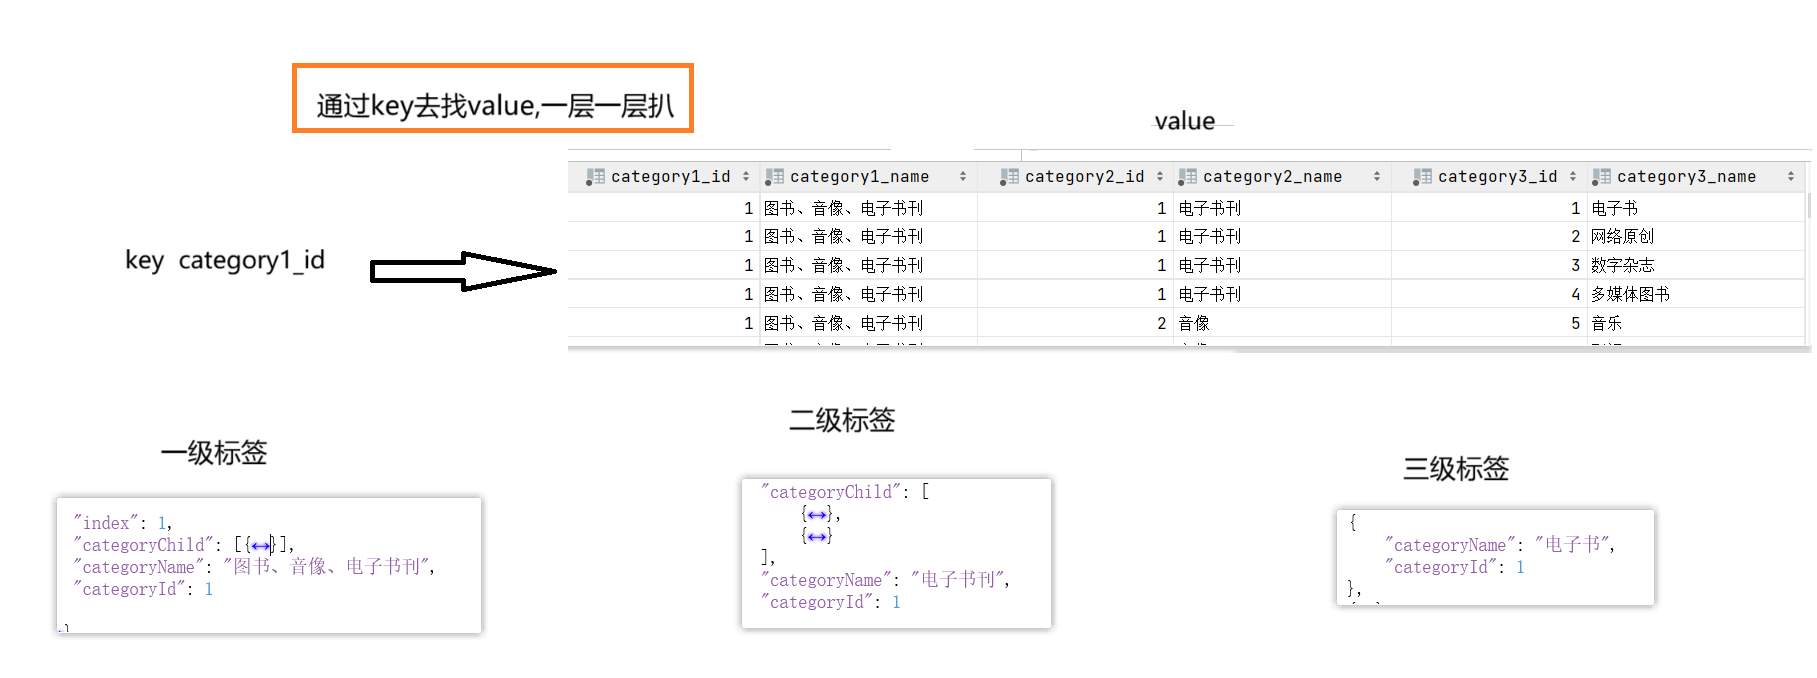 通过key去找value,一层一层扒
value
category1_id category1_name category2_id category2_name category3_id category3_name
1 图书、音像、电子书刊 1 电子书刊 1 电子书
1 图书、音像、电子书刊 1 电子书刊 2 网络原创
1 图书、音像、电子书刊 1 电子书刊 3 数字杂志
1 图书、音像、电子书刊 1 电子书刊 4 多媒体图书
1 图书、音像、电子书刊 2 音像 5 音乐
key category1_id
一级标签
"index": 1,
"categoryChild": [{↔}],
"categoryName": "图书、音像、电子书刊",
"categoryId": 1
二级标签
"categoryChild": [
{↔},
{↔}
],
"categoryName": "电子书刊",
"categoryId": 1
三级标签
{
"categoryName": "电子书",
"categoryId": 1
},